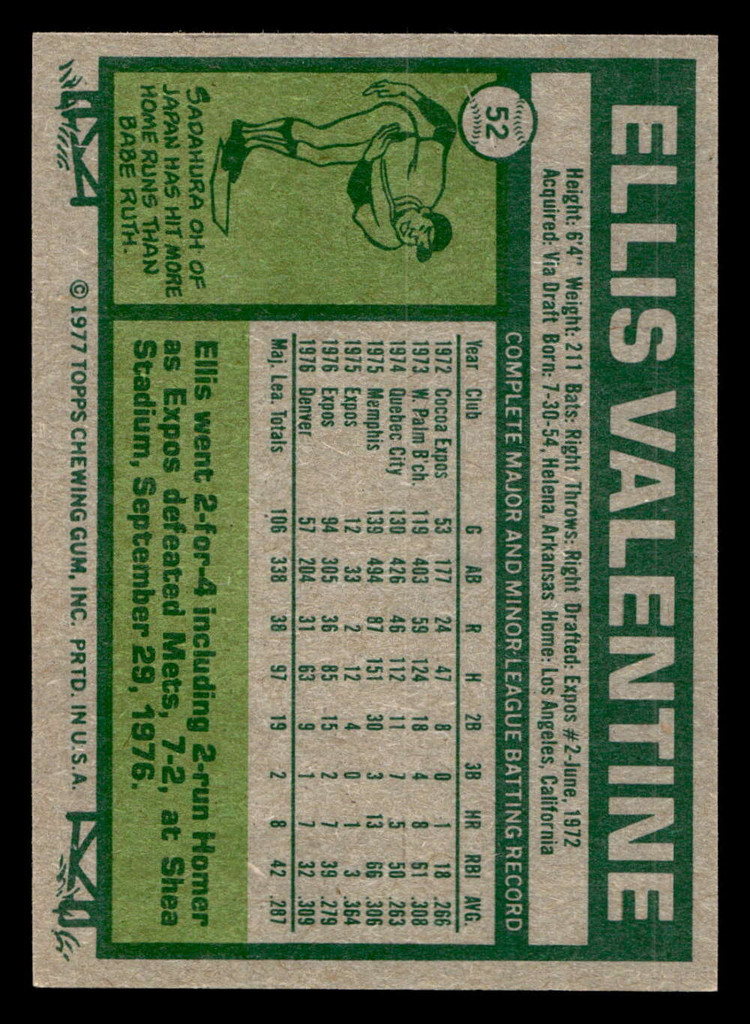 ELLIS VALENTINE
52
Height: 6'4" Weight: 211 Bats: Right Throws: Right Drafted: Expos #2-June, 1972
Acquired: Via Draft Born: 7-30-54, Helena, Arkansas Home: Los Angeles, California
COMPLETE MAJOR AND MINOR LEAGUE BATTING RECORD
Year Club G AB R H 2B 3B HR RBI AVG.
1972 Cocoa Expos 53 177 24 47 8 0 1 18 .266
1973 W. Palm B'ch. 119 403 59 124 18 4 8 61 .308
1974 Quebec City 130 426 46 112 11 7 5 50 .263
1975 Memphis 139 494 87 151 30 3 13 66 .306
1975 Expos 12 33 2 12 4 0 1 3 .364
1976 Expos 94 305 36 85 15 2 7 39 .279
1976 Denver 57 204 31 63 9 1 7 32 .309
Maj. Lea. Totals 106 338 38 97 19 2 8 42 .287
SADAHURA OH OF
JAPAN HAS HIT MORE
HOME RUNS THAN
BABE RUTH.
Ellis went 2-for-4 including 2-run Homer
as Expos defeated Mets, 7-2, at Shea
Stadium, September 29, 1976.
© 1977 TOPPS CHEWING GUM, INC. PRTD. IN U.S.A.